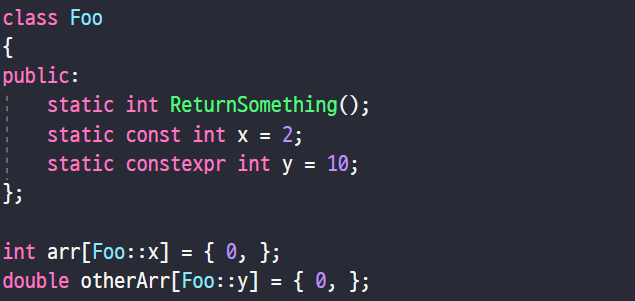 class Foo
{
public:
    static int ReturnSomething();
    static const int x = 2;
    static constexpr int y = 10;
};

int arr[Foo::x] = { 0, };
double otherArr[Foo::y] = { 0, };